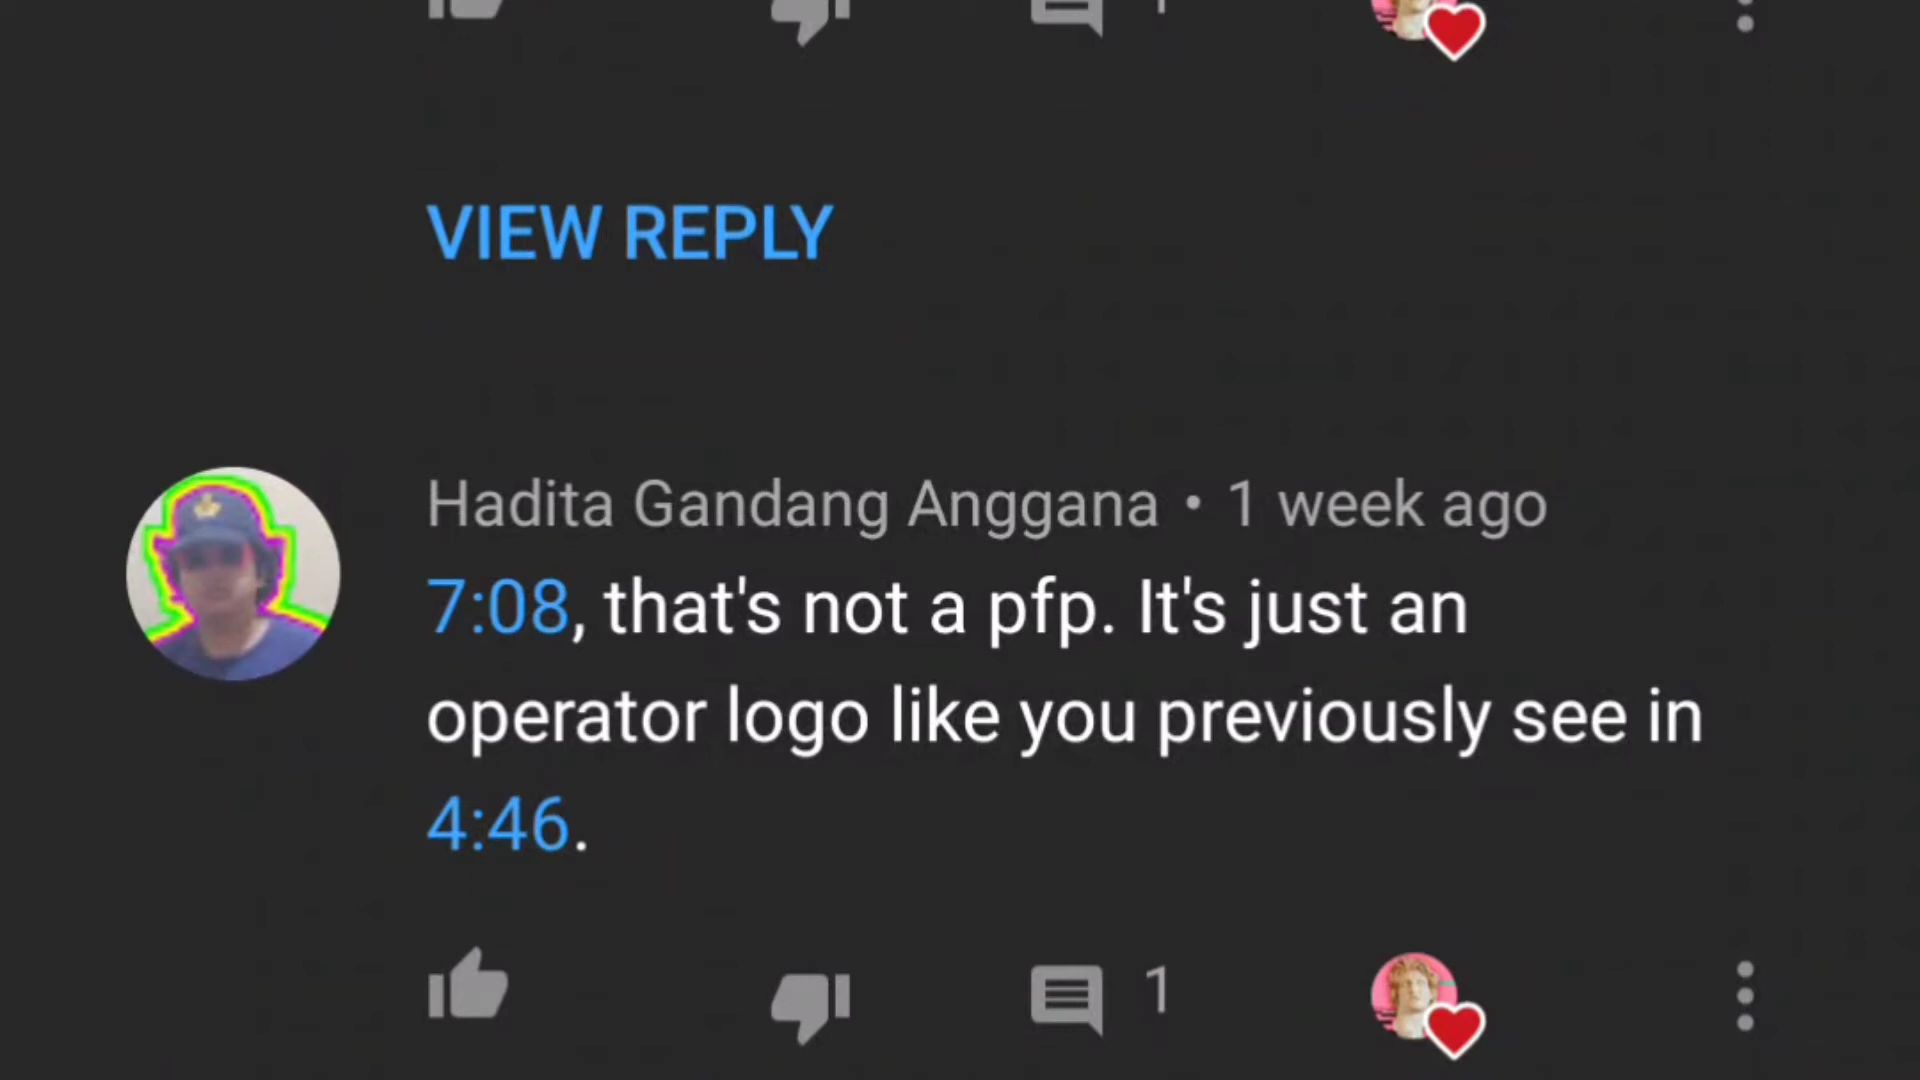 VIEW REPLY
Hadita Gandang Anggana • 1 week ago
7:08, that's not a pfp. It's just an
operator logo like you previously see in
4:46.
1